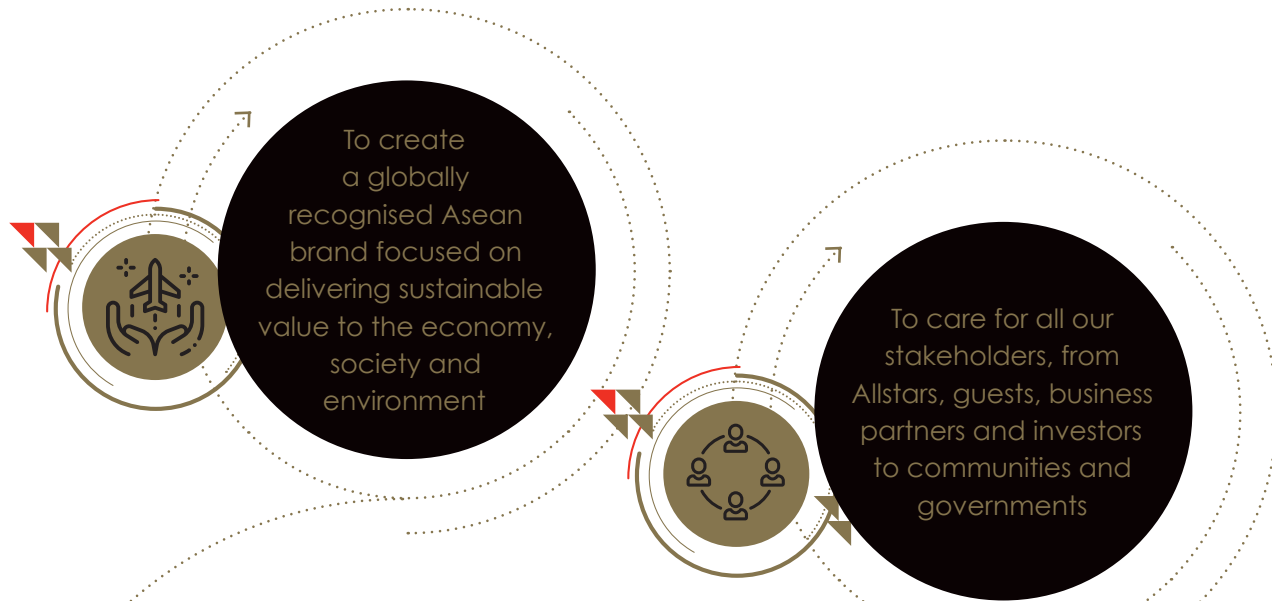 To create
a globally
recognised Asean
brand focused on
delivering sustainable
value to the economy,
society and
environment
To care for all our
stakeholders, from
Allstars, guests, business
partners and investors
to communities and
governments